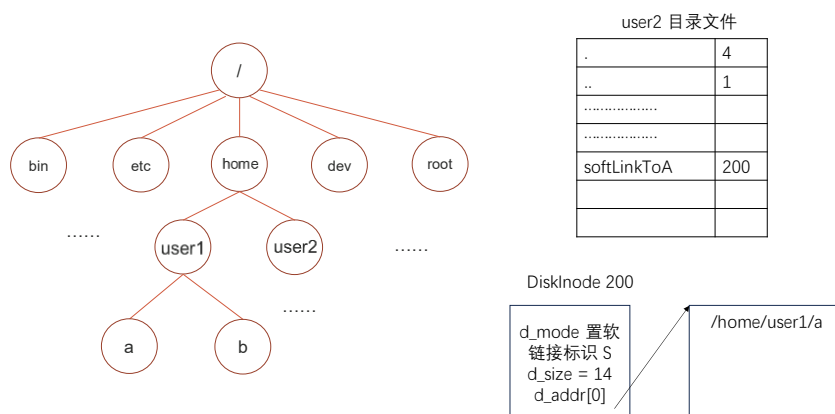 /
bin
etc
home
dev
root
……
user1
user2
……
……
a
b
user2 目录文件
. 4
.. 1
………………
………………
softLinkToA 200
DiskInode 200
d_mode 置软
链接标识 S
d_size = 14
d_addr[0]
/home/user1/a